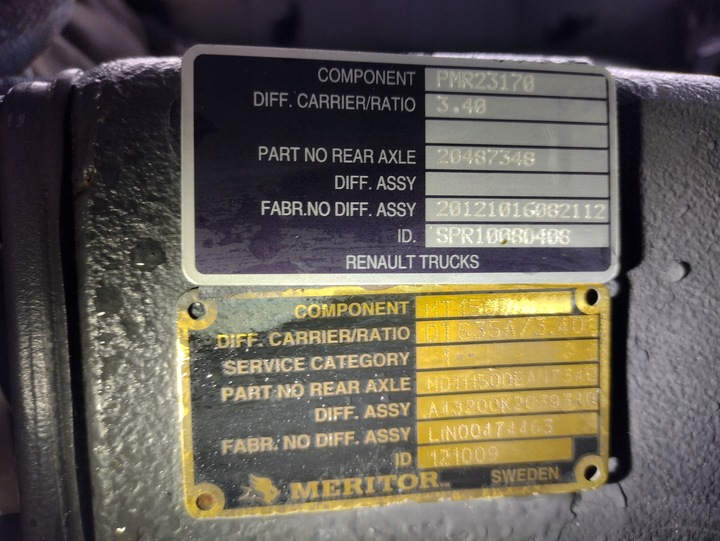 COMPONENT PMR23170
DIFF. CARRIER/RATIO 3.40
PART NO REAR AXLE 20487348
DIFF. ASSY
FABR.NO DIFF. ASSY 20121016082112
ID. SPR10080408
RENAULT TRUCKS
COMPONENT
DIFF. CARRIER/RATIO
SERVICE CATEGORY
PART NO REAR AXLE
DIFF. ASSY
FABR. NO DIFF. ASSY LIN00474463
ID 121009
MERITOR SWEDEN